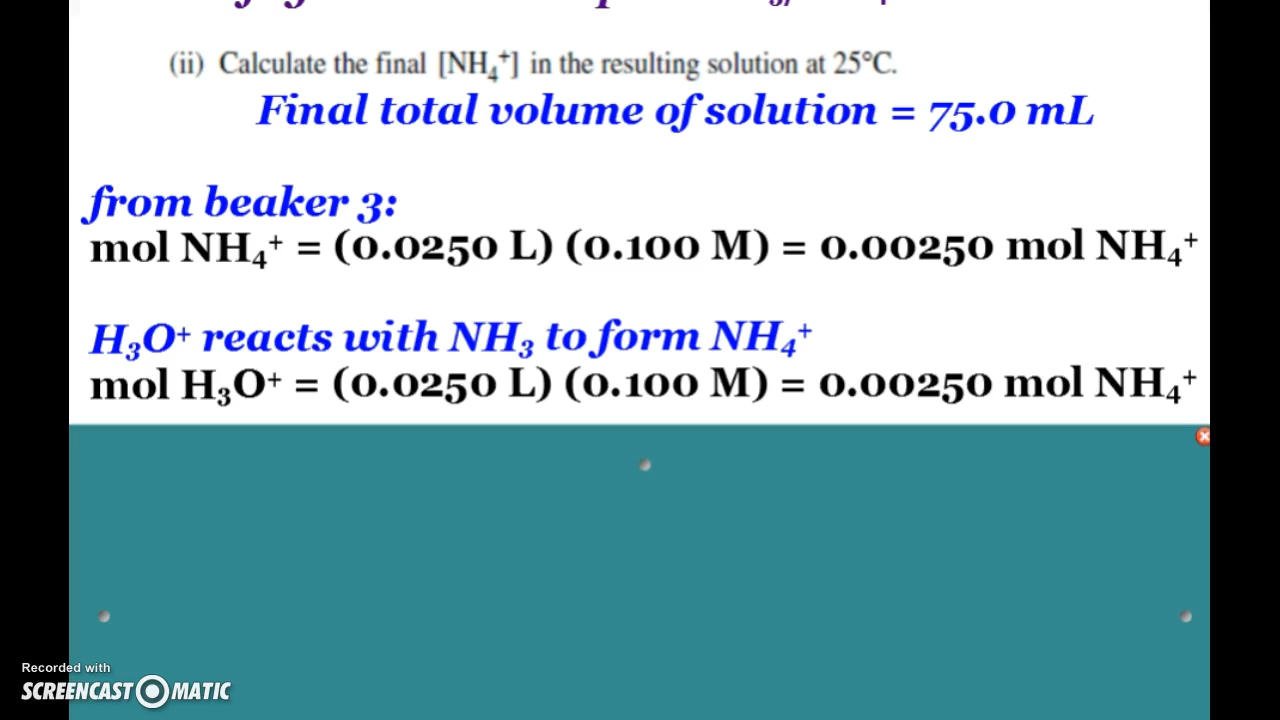 (ii) Calculate the final [NH₄⁺] in the resulting solution at 25°C.
Final total volume of solution = 75.0 mL
from beaker 3:
mol NH₄⁺ = (0.0250 L) (0.100 M) = 0.00250 mol NH₄⁺
H₃O⁺ reacts with NH₃ to form NH₄⁺
mol H₃O⁺ = (0.0250 L) (0.100 M) = 0.00250 mol NH₄⁺
Recorded with
SCREENCAST MATIC